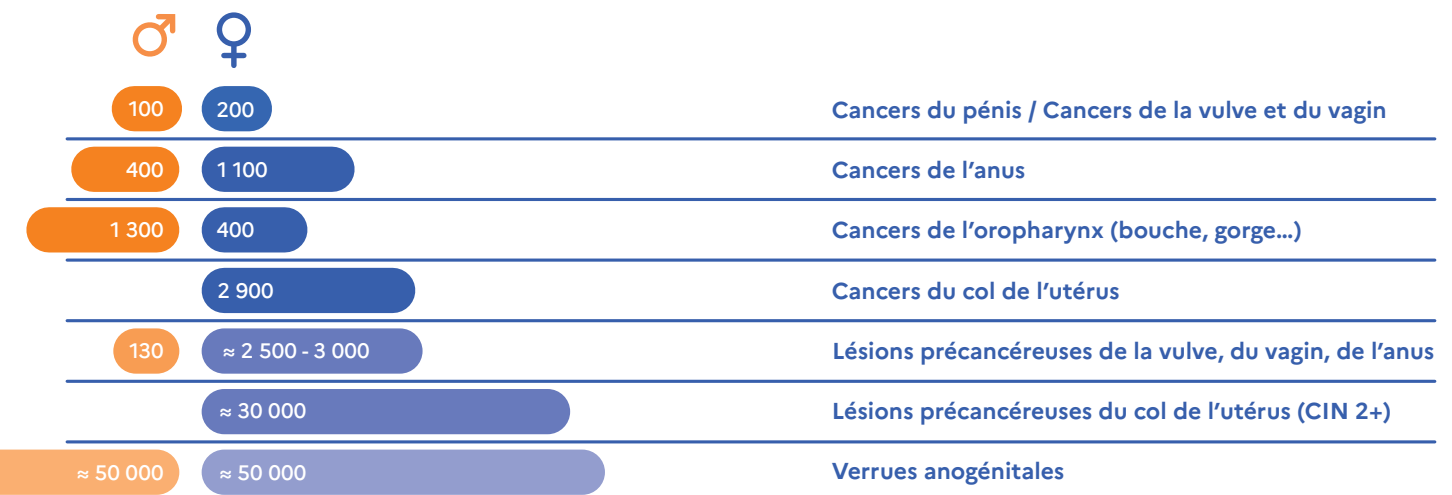 100 200 Cancers du pénis / Cancers de la vulve et du vagin
400 1 100 Cancers de l’anus
1 300 400 Cancers de l’oropharynx (bouche, gorge…)
2 900 Cancers du col de l’utérus
130 ≈ 2 500 - 3 000 Lésions précancéreuses de la vulve, du vagin, de l’anus
≈ 30 000 Lésions précancéreuses du col de l’utérus (CIN 2+)
≈ 50 000 ≈ 50 000 Verrues anogénitales